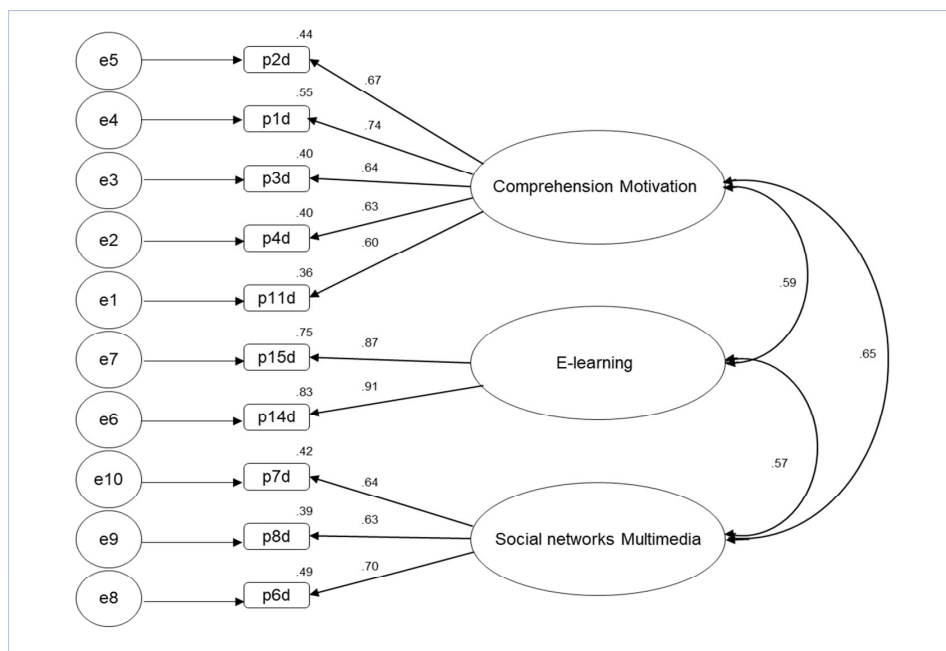 .44
e5
p2d
.67
.55
e4
p1d
.74
.40
e3
p3d
.64
Comprehension Motivation
.40
e2
p4d
.63
.60
.36
e1
p11d
.59
.75
e7
p15d
.87
E-learning
.65
.83
e6
p14d
.91
.42
e10
p7d
.64
.57
.39
e9
p8d
.63
Social networks Multimedia
.49
e8
p6d
.70